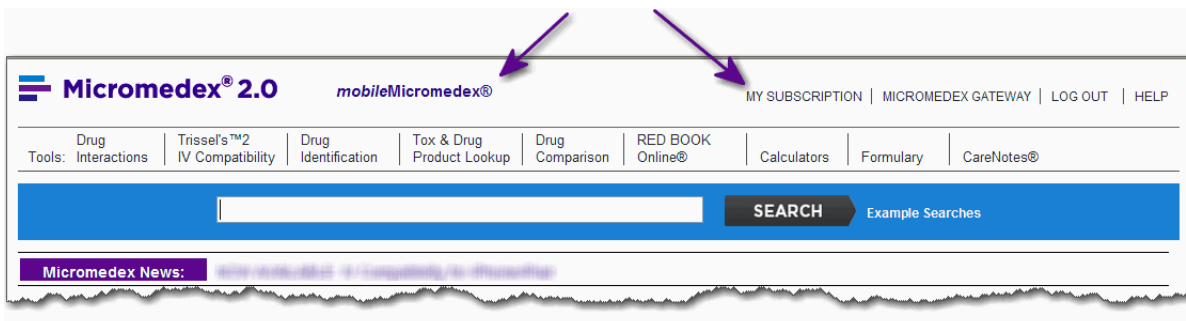 Micromedex® 2.0
mobileMicromedex®
MY SUBSCRIPTION | MICROMEDEX GATEWAY | LOG OUT | HELP
Tools:
Drug
Interactions
Trissel's™2
IV Compatibility
Drug
Identification
Tox & Drug
Product Lookup
Drug
Comparison
RED BOOK
Online®
Calculators
Formulary
CareNotes®
SEARCH
Example Searches
Micromedex News: